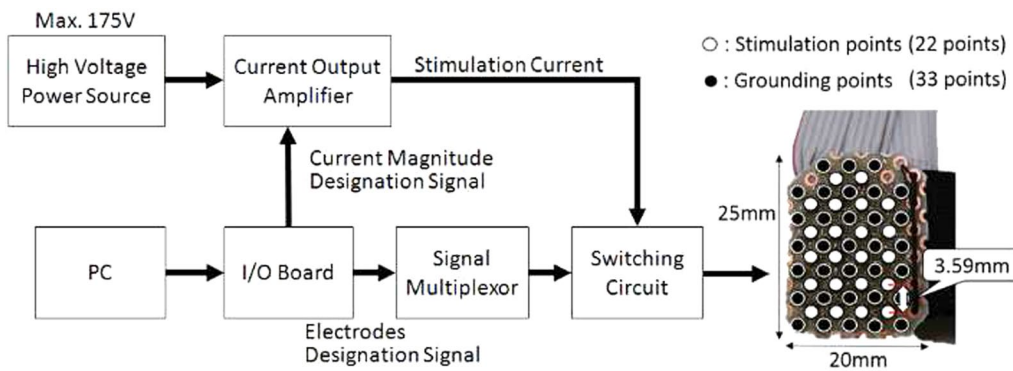 Max. 175V
High Voltage
Power Source
Current Output
Amplifier
Stimulation Current
: Stimulation points (22 points)
: Grounding points (33 points)
Current Magnitude
Designation Signal
25mm
PC
I/O Board
Signal
Multiplexor
Switching
Circuit
3.59mm
Electrodes
Designation Signal
20mm